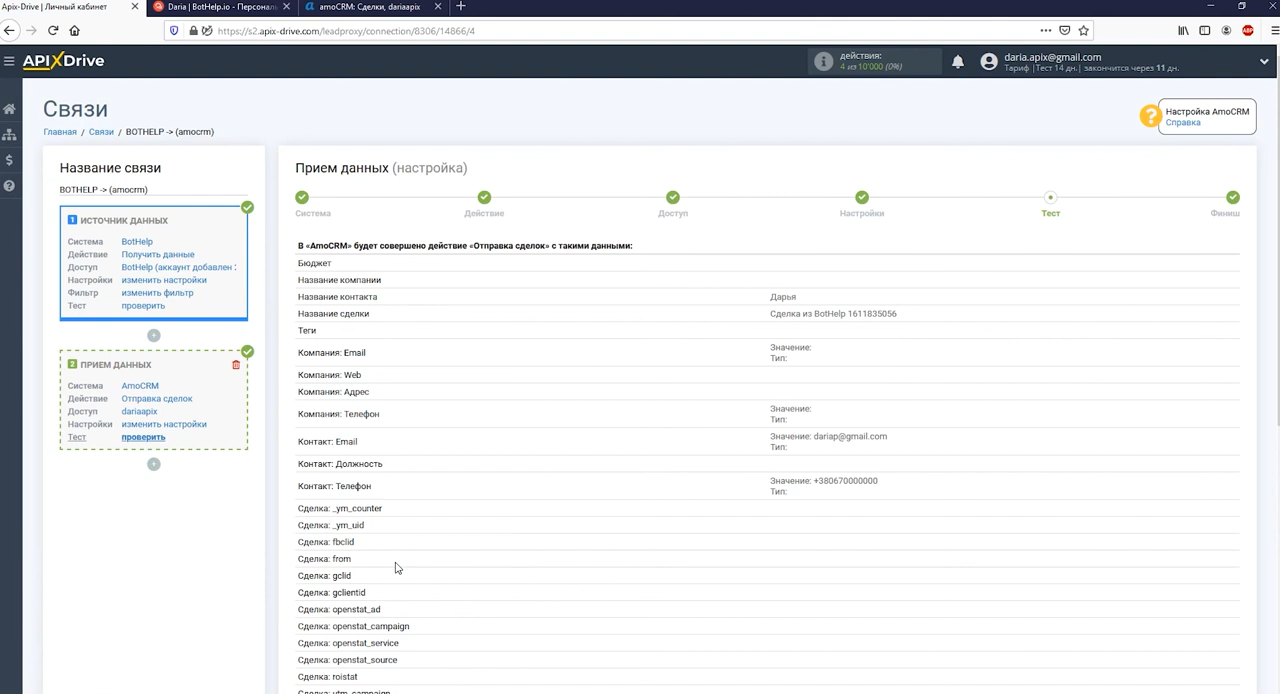 Apix-Drive | Личный кабинет
Daria | BotHelp.io - Персональ
amoCRM: Сделки, dariaapix
https://s2.apix-drive.com/leadproxy/connection/8306/14866/4
ABP
APIXDrive
действия:
4 из 10'000 (0%)
daria.apix@gmail.com
Тариф |Тест 14 дн.| закончится через 11 дн.
Связи
Главная / Связи / BOTHELP -> (amocrm)
Настройка AmoCRM
Справка
Название связи
BOTHELP -> (amocrm)
1 ИСТОЧНИК ДАННЫХ
Система BotHelp
Действие Получить данные
Доступ BotHelp (аккаунт добавлен
Настройки изменить настройки
Фильтр изменить фильтр
Тест проверить
2 ПРИЕМ ДАННЫХ
Система AmoCRM
Действие Отправка сделок
Доступ dariaapix
Настройки изменить настройки
Тест проверить
Прием данных (настройка)
Система
Действие
Доступ
Настройки
Тест
Финиш
В «AmoCRM» будет совершено действие «Отправка сделок» с такими данными:
Бюджет
Название компании
Название контакта Дарья
Название сделки Сделка из BotHelp 1611835056
Теги
Компания: Email Значение:
Тип:
Компания: Web
Компания: Адрес
Компания: Телефон Значение:
Тип:
Контакт: Email Значение: dariap@gmail.com
Тип:
Контакт: Должность
Контакт: Телефон Значение: +380670000000
Тип:
Сделка: _ym_counter
Сделка: _ym_uid
Сделка: fbclid
Сделка: from
Сделка: gclid
Сделка: gclientid
Сделка: openstat_ad
Сделка: openstat_campaign
Сделка: openstat_service
Сделка: openstat_source
Сделка: roistat
Сделка: utm_campaign